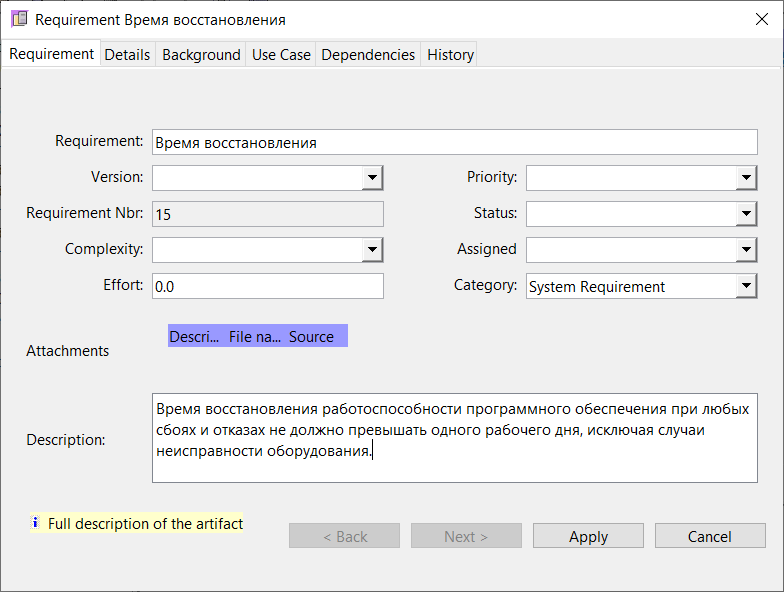 Requirement Время восстановления
Requirement Details Background Use Case Dependencies History
Requirement: Время восстановления
Version: Priority:
Requirement Nbr: 15 Status:
Complexity: Assigned
Effort: 0.0 Category: System Requirement
Descri... File na... Source
Attachments
Description:
Время восстановления работоспособности программного обеспечения при любых
сбоях и отказах не должно превышать одного рабочего дня, исключая случаи
неисправности оборудования.
Full description of the artifact
< Back Next > Apply Cancel